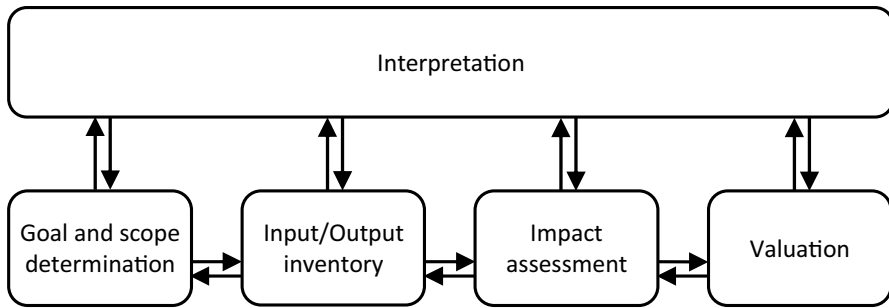 Interpretation
Goal and scope
determination
Input/Output
inventory
Impact
assessment
Valuation